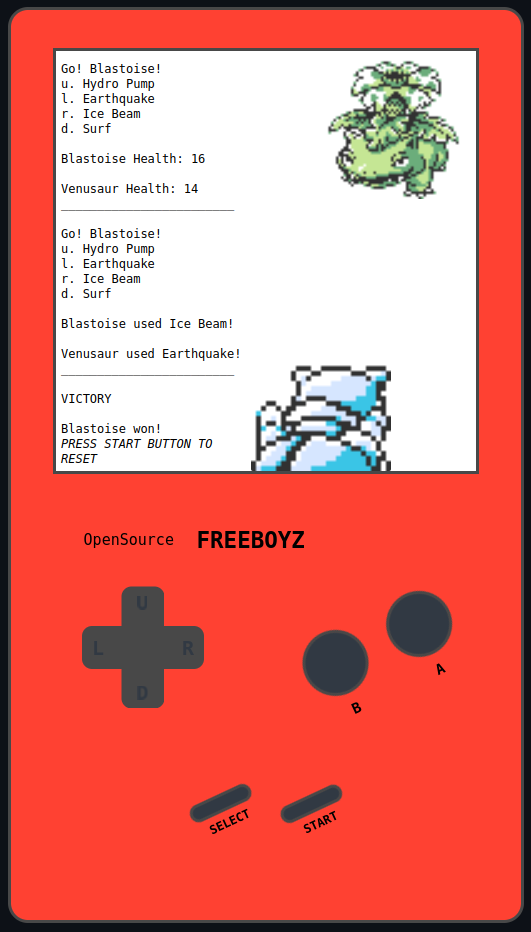 Go! Blastoise!
u. Hydro Pump
l. Earthquake
r. Ice Beam
d. Surf
Blastoise Health: 16
Venusaur Health: 14
________________________
Go! Blastoise!
u. Hydro Pump
l. Earthquake
r. Ice Beam
d. Surf
Blastoise used Ice Beam!
Venusaur used Earthquake!
________________________
VICTORY
Blastoise won!
PRESS START BUTTON TO
RESET
OpenSource FREEBOYZ
U
L R
D
A
B
SELECT START